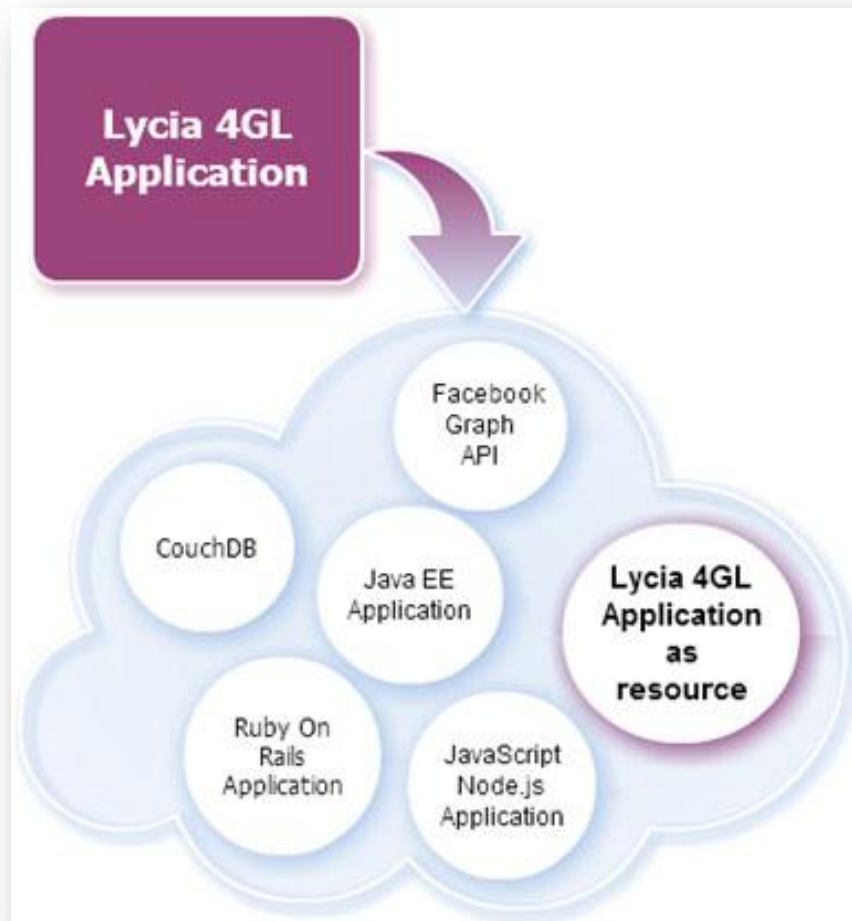 Lycia 4GL
Application
Facebook
Graph
API
CouchDB
Java EE
Application
Lycia 4GL
Application
as
resource
Ruby On
Rails
Application
JavaScript
Node.js
Application